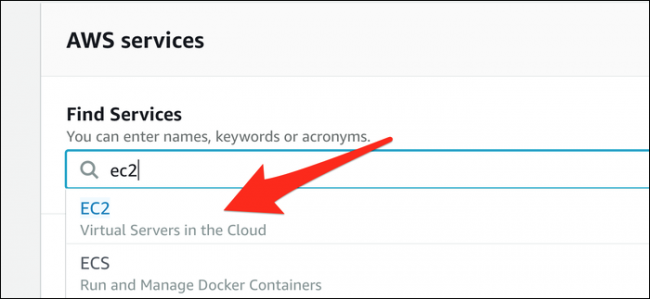 AWS services
Find Services
You can enter names, keywords or acronyms.
ec2
EC2
Virtual Servers in the Cloud
ECS
Run and Manage Docker Containers